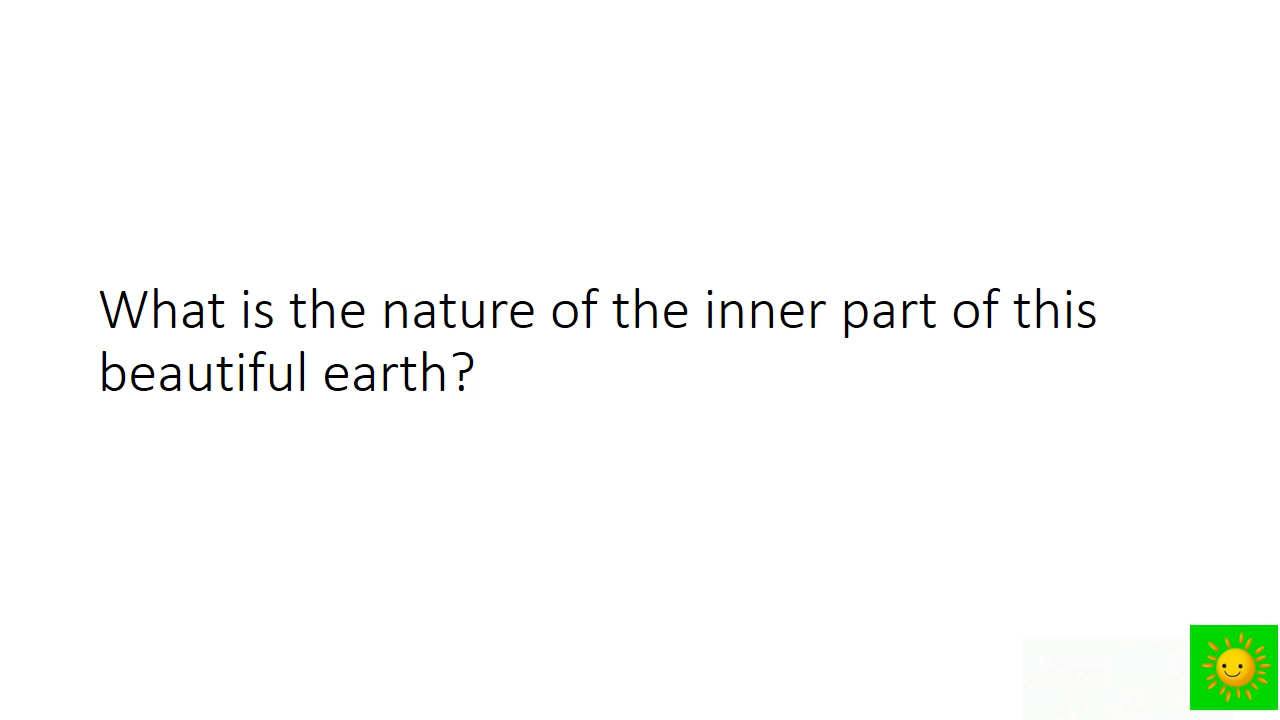 What is the nature of the inner part of this
beautiful earth?